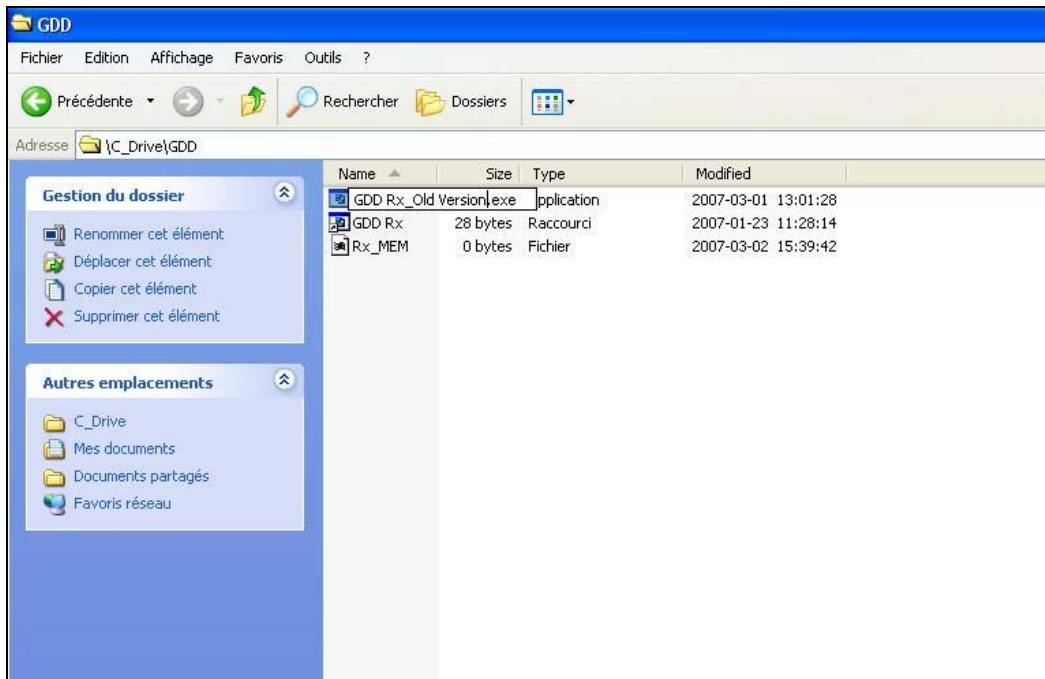 GDD
Fichier Edition Affichage Favoris Outils ?
Précédente Rechercher Dossiers
Adresse \C_Drive\GDD
Name Size Type Modified
GDD Rx_Old Version.exe pplication 2007-03-01 13:01:28
GDD Rx 28 bytes Raccourci 2007-01-23 11:28:14
Rx_MEM 0 bytes Fichier 2007-03-02 15:39:42
Gestion du dossier
Renommer cet élément
Déplacer cet élément
Copier cet élément
Supprimer cet élément
Autres emplacements
C_Drive
Mes documents
Documents partagés
Favoris réseau